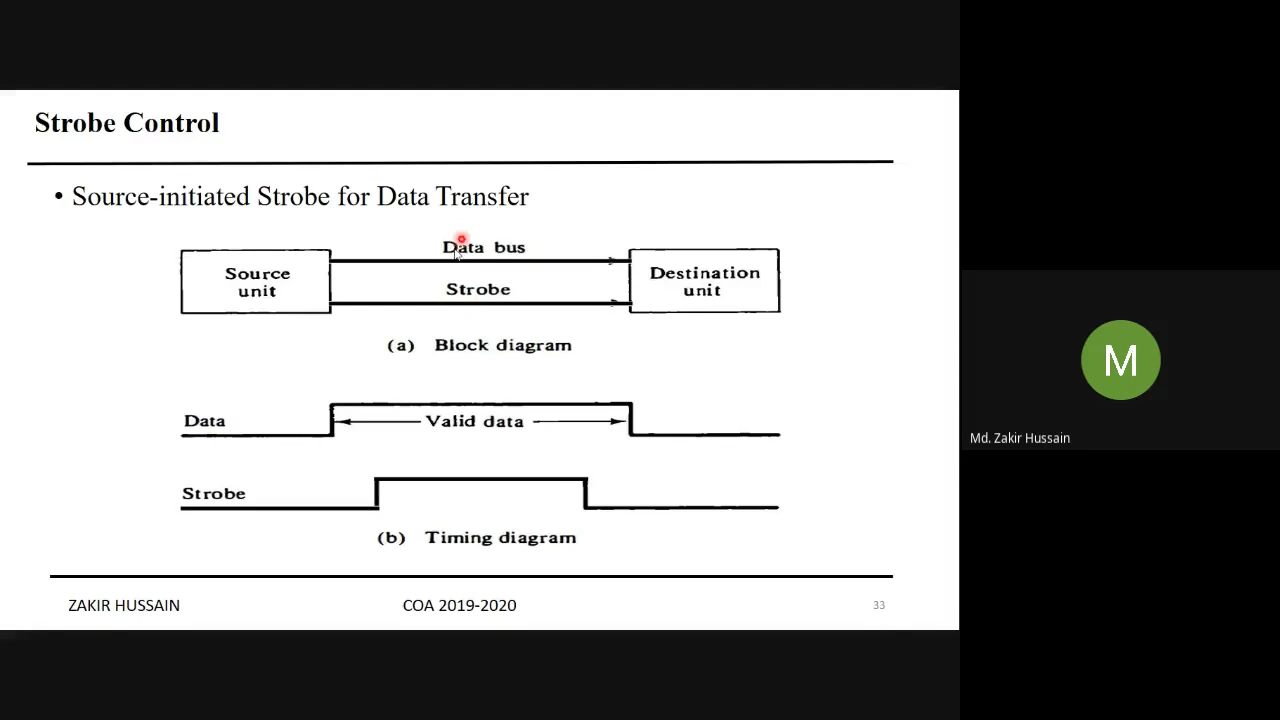 Strobe Control
• Source-initiated Strobe for Data Transfer
Data bus
Source
unit
Destination
unit
Strobe
(a) Block diagram
Data
Valid data
Strobe
(b) Timing diagram
ZAKIR HUSSAIN
COA 2019-2020
33
M
Md. Zakir Hussain